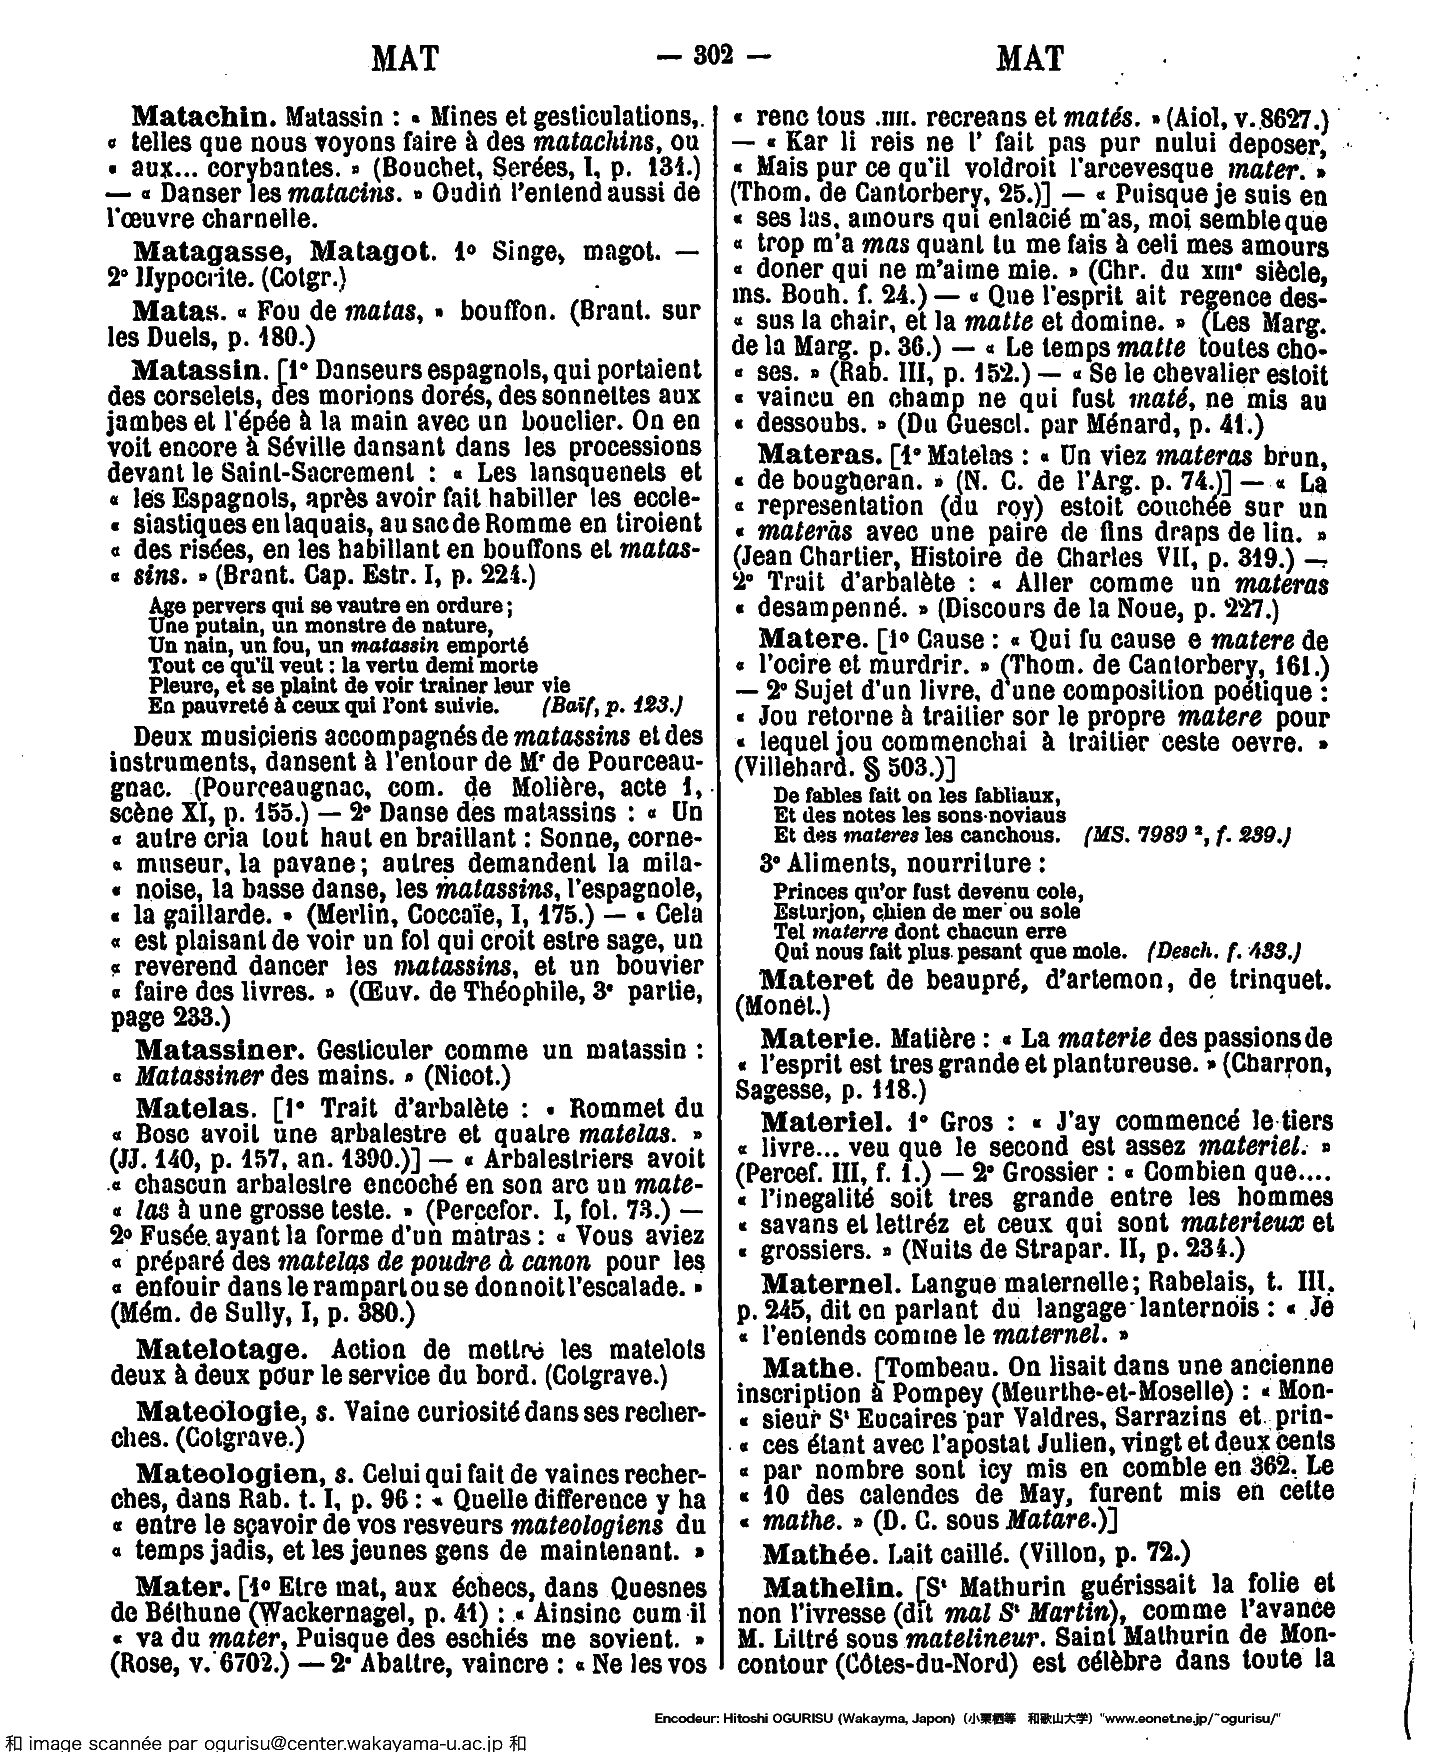 MAT — 302 — MAT
Matachin. Matassin : « Mines et gesticulations,
« telles que nous voyons faire à des matachins, ou
« aux... corybantes. » (Bouchet, Serées, I, p. 131.)
— « Danser les matacins. » Oudin l'entend aussi de
l'œuvre charnelle.
Matagasse, Matagot. 1º Singe, magot. —
2º Hypocrite. (Cotgr.)
Matas. « Fou de matas, » bouffon. (Brant. sur
les Duels, p. 180.)
Matassin. [1º Danseurs espagnols, qui portaient
des corselets, des morions dorés, des sonnettes aux
jambes et l'épée à la main avec un bouclier. On en
voit encore à Séville dansant dans les processions
devant le Saint-Sacrement : « Les lansquenets et
« les Espagnols, après avoir fait habiller les eccle-
« siastiques en laquais, au sac de Romme en tiroient
« des risées, en les habillant en bouffons et matas-
« sins. » (Brant. Cap. Estr. I, p. 221.)
Age pervers qui se vautre en ordure ;
Une putain, un monstre de nature,
Un nain, un fou, un matassin emporté
Tout ce qu'il veut : la vertu demi morte
Pleure, et se plaint de voir trainer leur vie
En pauvreté à ceux qui l'ont suivie. (Baïf, p. 123.)
Deux musiciens accompagnés de matassins et des
instruments, dansent à l'entour de Mr de Pourceau-
gnac. (Pourceaugnac, com. de Molière, acte 1,
scène XI, p. 155.) — 2º Danse des matassins : « Un
« autre cria tout haut en braillant : Sonne, corne-
« museur, la pavane ; autres demandent la mila-
« noise, la basse danse, les matassins, l'espagnole,
« la gaillarde. » (Merlin, Coccaïe, I, 175.) — « Cela
« est plaisant de voir un fol qui croit estre sage, un
« reverend dancer les matassins, et un bouvier
« faire des livres. » (Œuv. de Théophile, 3e partie,
page 233.)
Matassiner. Gesticuler comme un matassin :
« Matassiner des mains. » (Nicot.)
Matelas. [1º Trait d'arbalète : « Rommet du
« Bosc avoit une arbalestre et quatre matelas. »
(JJ. 140, p. 157, an. 1390.)] — « Arbalestriers avoit
« chascun arbalestre encoché en son arc un mate-
« las à une grosse teste. » (Percefor. I, fol. 73.) —
2º Fusée ayant la forme d'un matras : « Vous aviez
« préparé des matelas de poudre à canon pour les
« enfouir dans le rampart ou se donnoit l'escalade. »
(Mém. de Sully, I, p. 380.)
Matelotage. Action de mettre les matelots
deux à deux pour le service du bord. (Cotgrave.)
Mateologie, s. Vaine curiosité dans ses recher-
ches. (Cotgrave.)
Mateologien, s. Celui qui fait de vaines recher-
ches, dans Rab. t. I, p. 96 : « Quelle difference y ha
« entre le sçavoir de vos resveurs mateologiens du
« temps jadis, et les jeunes gens de maintenant. »
Mater. [1º Etre mat, aux échecs, dans Quesnes
de Béthune (Wackernagel, p. 41) : « Ainsinc cum il
« va du mater, Puisque des eschiés me sovient. »
(Rose, v. 6702.) — 2º Abattre, vaincre : « Ne les vos
« renc tous .IIII. recreans et matés. » (Aiol, v. 8627.)
— « Kar li reis ne l' fait pas pur nului deposer,
« Mais pur ce qu'il voldroit l'arcevesque mater. »
(Thom. de Cantorbery, 25.)] — « Puisque je suis en
« ses las, amours qui enlacié m'as, moi semble que
« trop m'a mas quant tu me fais à celi mes amours
« doner qui ne m'aime mie. » (Chr. du XIIIe siècle,
ms. Bouh. f. 24.) — « Que l'esprit ait regence des-
« sus la chair, et la matte et domine. » (Les Marg.
de la Marg. p. 36.) — « Le temps matte toutes cho-
« ses. » (Rab. III, p. 152.) — « Se le chevalier estoit
« vaincu en champ ne qui fust maté, ne mis au
« dessoubs. » (Du Guescl. par Ménard, p. 41.)
Materas. [1º Matelas : « Un viez materas brun,
« de bougueran. » (N. C. de l'Arg. p. 74.)] — « La
« representation (du roy) estoit couchée sur un
« materas avec une paire de fins draps de lin. »
(Jean Chartier, Histoire de Charles VII, p. 319.) —
2º Trait d'arbalète : « Aller comme un materas
« desampenné. » (Discours de la Noue, p. 227.)
Matere. [1º Cause : « Qui fu cause e matere de
« l'ocire et murdrir. » (Thom. de Cantorbery, 161.)
— 2º Sujet d'un livre, d'une composition poétique :
« Jou retorne à traitier sor le propre matere pour
« lequel jou commenchai à traitier ceste oevre. »
(Villehard. § 503.)]
De fables fait on les fabliaux,
Et des notes les sons noviaus
Et des materes les canchous. (MS. 7989 ², f. 239.)
3º Aliments, nourriture :
Princes qu'or fust devenu cole,
Esturjon, chien de mer ou sole
Tel materre dont chacun erre
Qui nous fait plus pesant que mole. (Desch. f. 433.)
Materet de beaupré, d'artemon, de trinquet.
(Monet.)
Materie. Matière : « La materie des passions de
« l'esprit est tres grande et plantureuse. » (Charron,
Sagesse, p. 118.)
Materiel. 1º Gros : « J'ay commencé le tiers
« livre... veu que le second est assez materiel. »
(Percef. III, f. 1.) — 2º Grossier : « Combien que....
« l'inegalité soit tres grande entre les hommes
« savans et lettréz et ceux qui sont materieux et
« grossiers. » (Nuits de Strapar. II, p. 234.)
Maternel. Langue maternelle ; Rabelais, t. III,
p. 245, dit en parlant du langage lanternois : « Je
« l'entends comme le maternel. »
Mathe. [Tombeau. On lisait dans une ancienne
inscription à Pompey (Meurthe-et-Moselle) : « Mon-
« sieur St Eucaires par Valdres, Sarrazins et prin-
« ces étant avec l'apostat Julien, vingt et deux cents
« par nombre sont icy mis en comble en 362. Le
« 10 des calendes de May, furent mis en cette
« mathe. » (D. C. sous Matare.)]
Mathée. Lait caillé. (Villon, p. 72.)
Mathelin. [St Mathurin guérissait la folie et
non l'ivresse (dit mal St Martin), comme l'avance
M. Littré sous matelineur. Saint Mathurin de Mon-
contour (Côtes-du-Nord) est célèbre dans toute la
Encodeur: Hitoshi OGURISU (Wakayma, Japon) (小栗栖等 和歌山大学) "www.eonet.ne.jp/~ogurisu/"
和 image scannée par ogurisu@center.wakayama-u.ac.jp 和